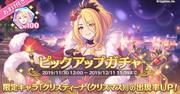 ×100
ピックアップガチャ
2019/11/30 12:00 ～ 2019/12/11 11:59まで
限定キャラ「クリスティーナ(クリスマス)」の出現率UP!